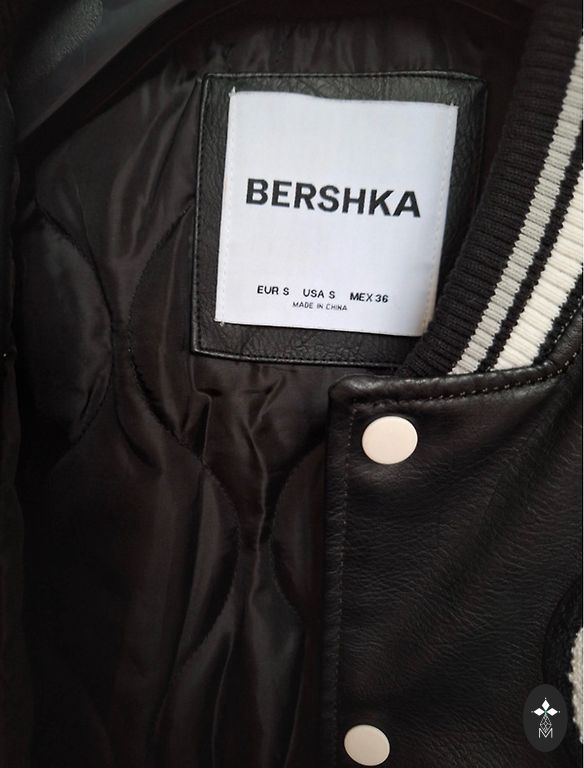 BERSHKA
EUR S USA S MEX 36
MADE IN CHINA